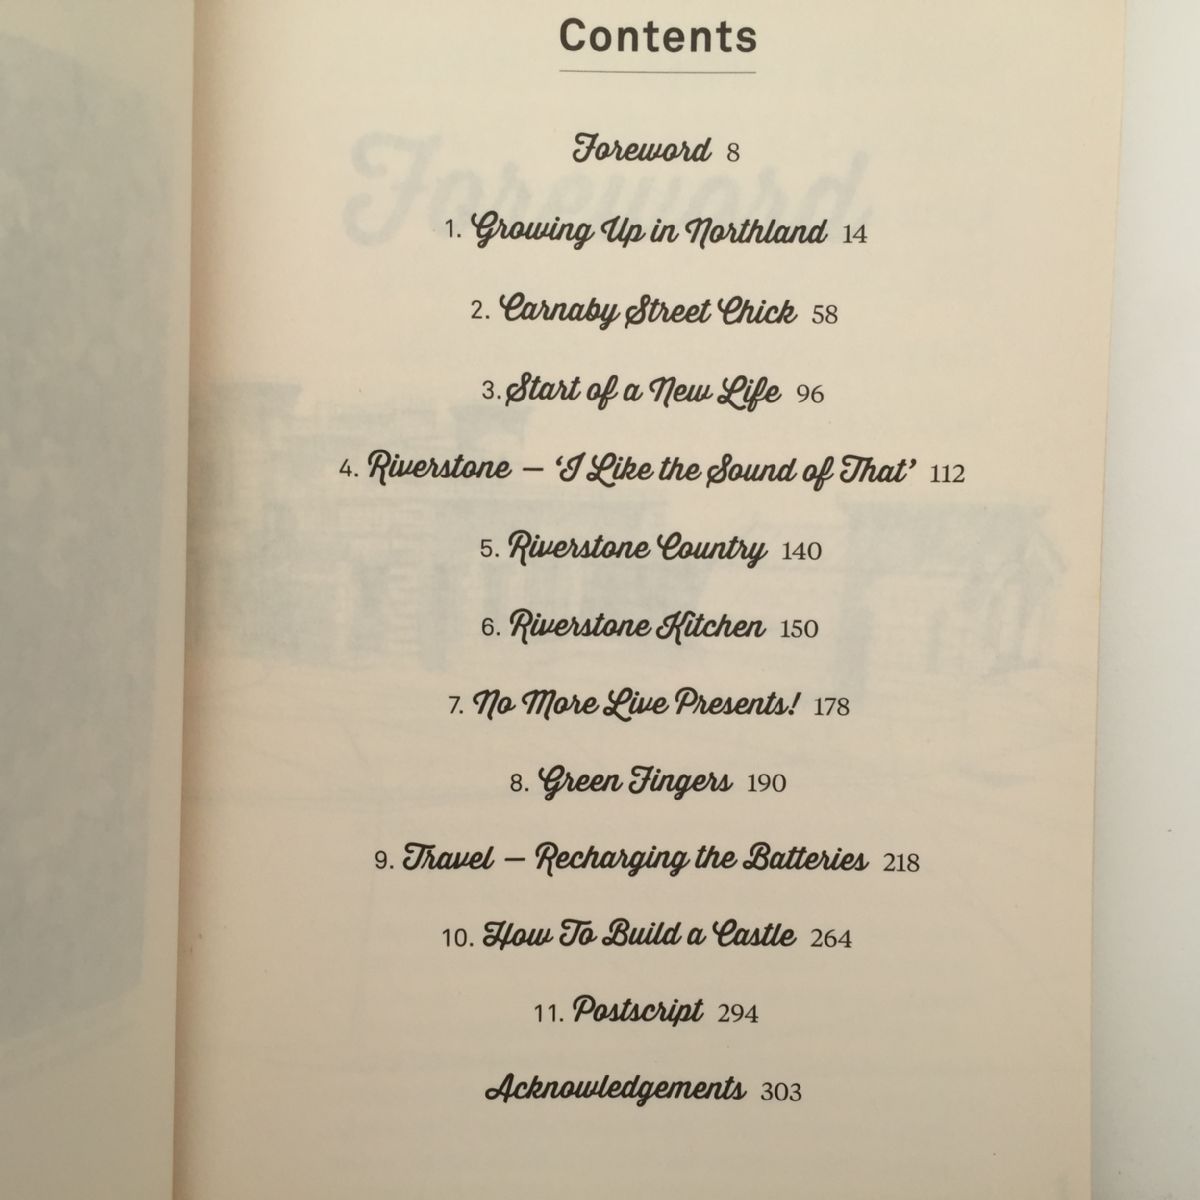 Contents
Foreword 8
1. Growing Up in Northland 14
2. Carnaby Street Chick 58
3. Start of a New Life 96
4. Riverstone – ‘I Like the Sound of That’ 112
5. Riverstone Country 140
6. Riverstone Kitchen 150
7. No More Live Presents! 178
8. Green Fingers 190
9. Travel – Recharging the Batteries 218
10. How To Build a Castle 264
11. Postscript 294
Acknowledgements 303